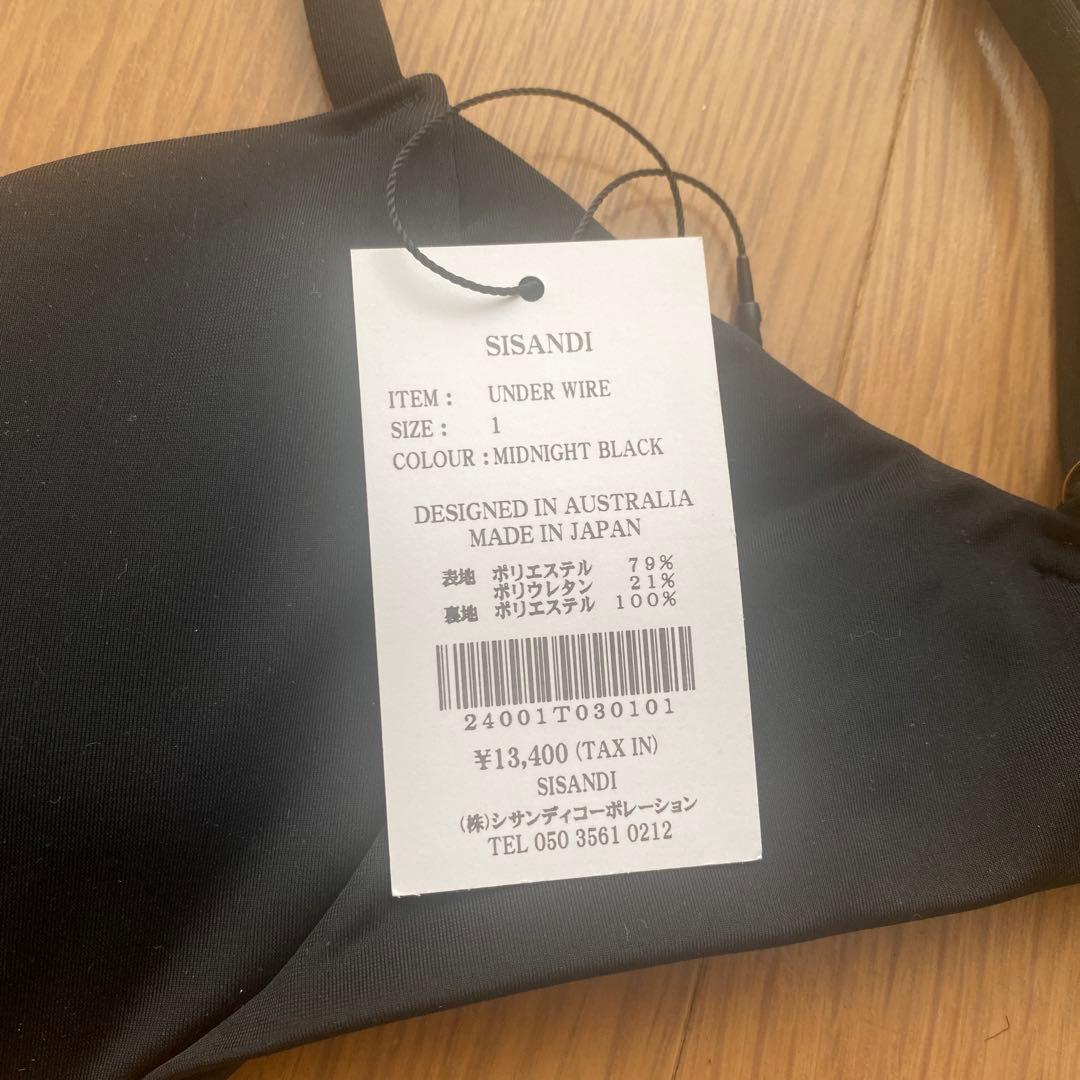 SISANDI
ITEM : UNDER WIRE
SIZE : 1
COLOUR : MIDNIGHT BLACK
DESIGNED IN AUSTRALIA
MADE IN JAPAN
表地 ポリエステル 79%
ポリウレタン 21%
裏地 ポリエステル 100%
24001T030101
¥13,400 (TAX IN)
SISANDI
(株)シサンディコーポレーション
TEL 050 3561 0212